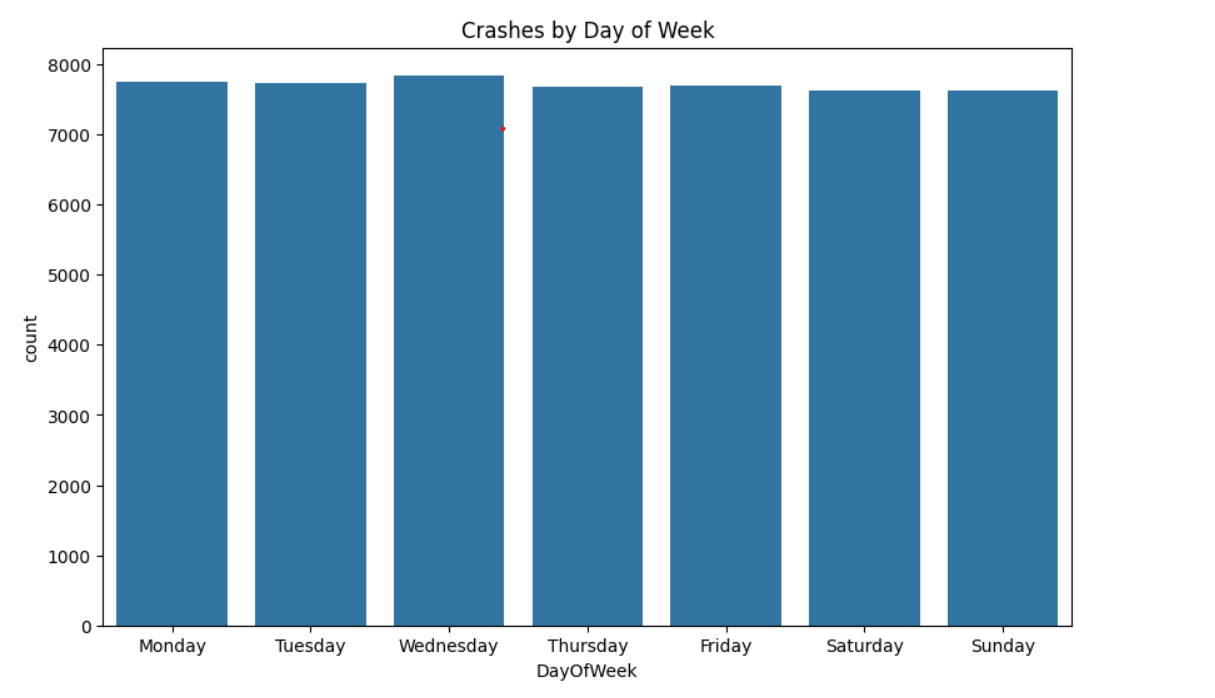 Crashes by Day of Week
8000
7000
6000
5000
4000
3000
2000
1000
0
count
Monday Tuesday Wednesday Thursday Friday Saturday Sunday
DayOfWeek